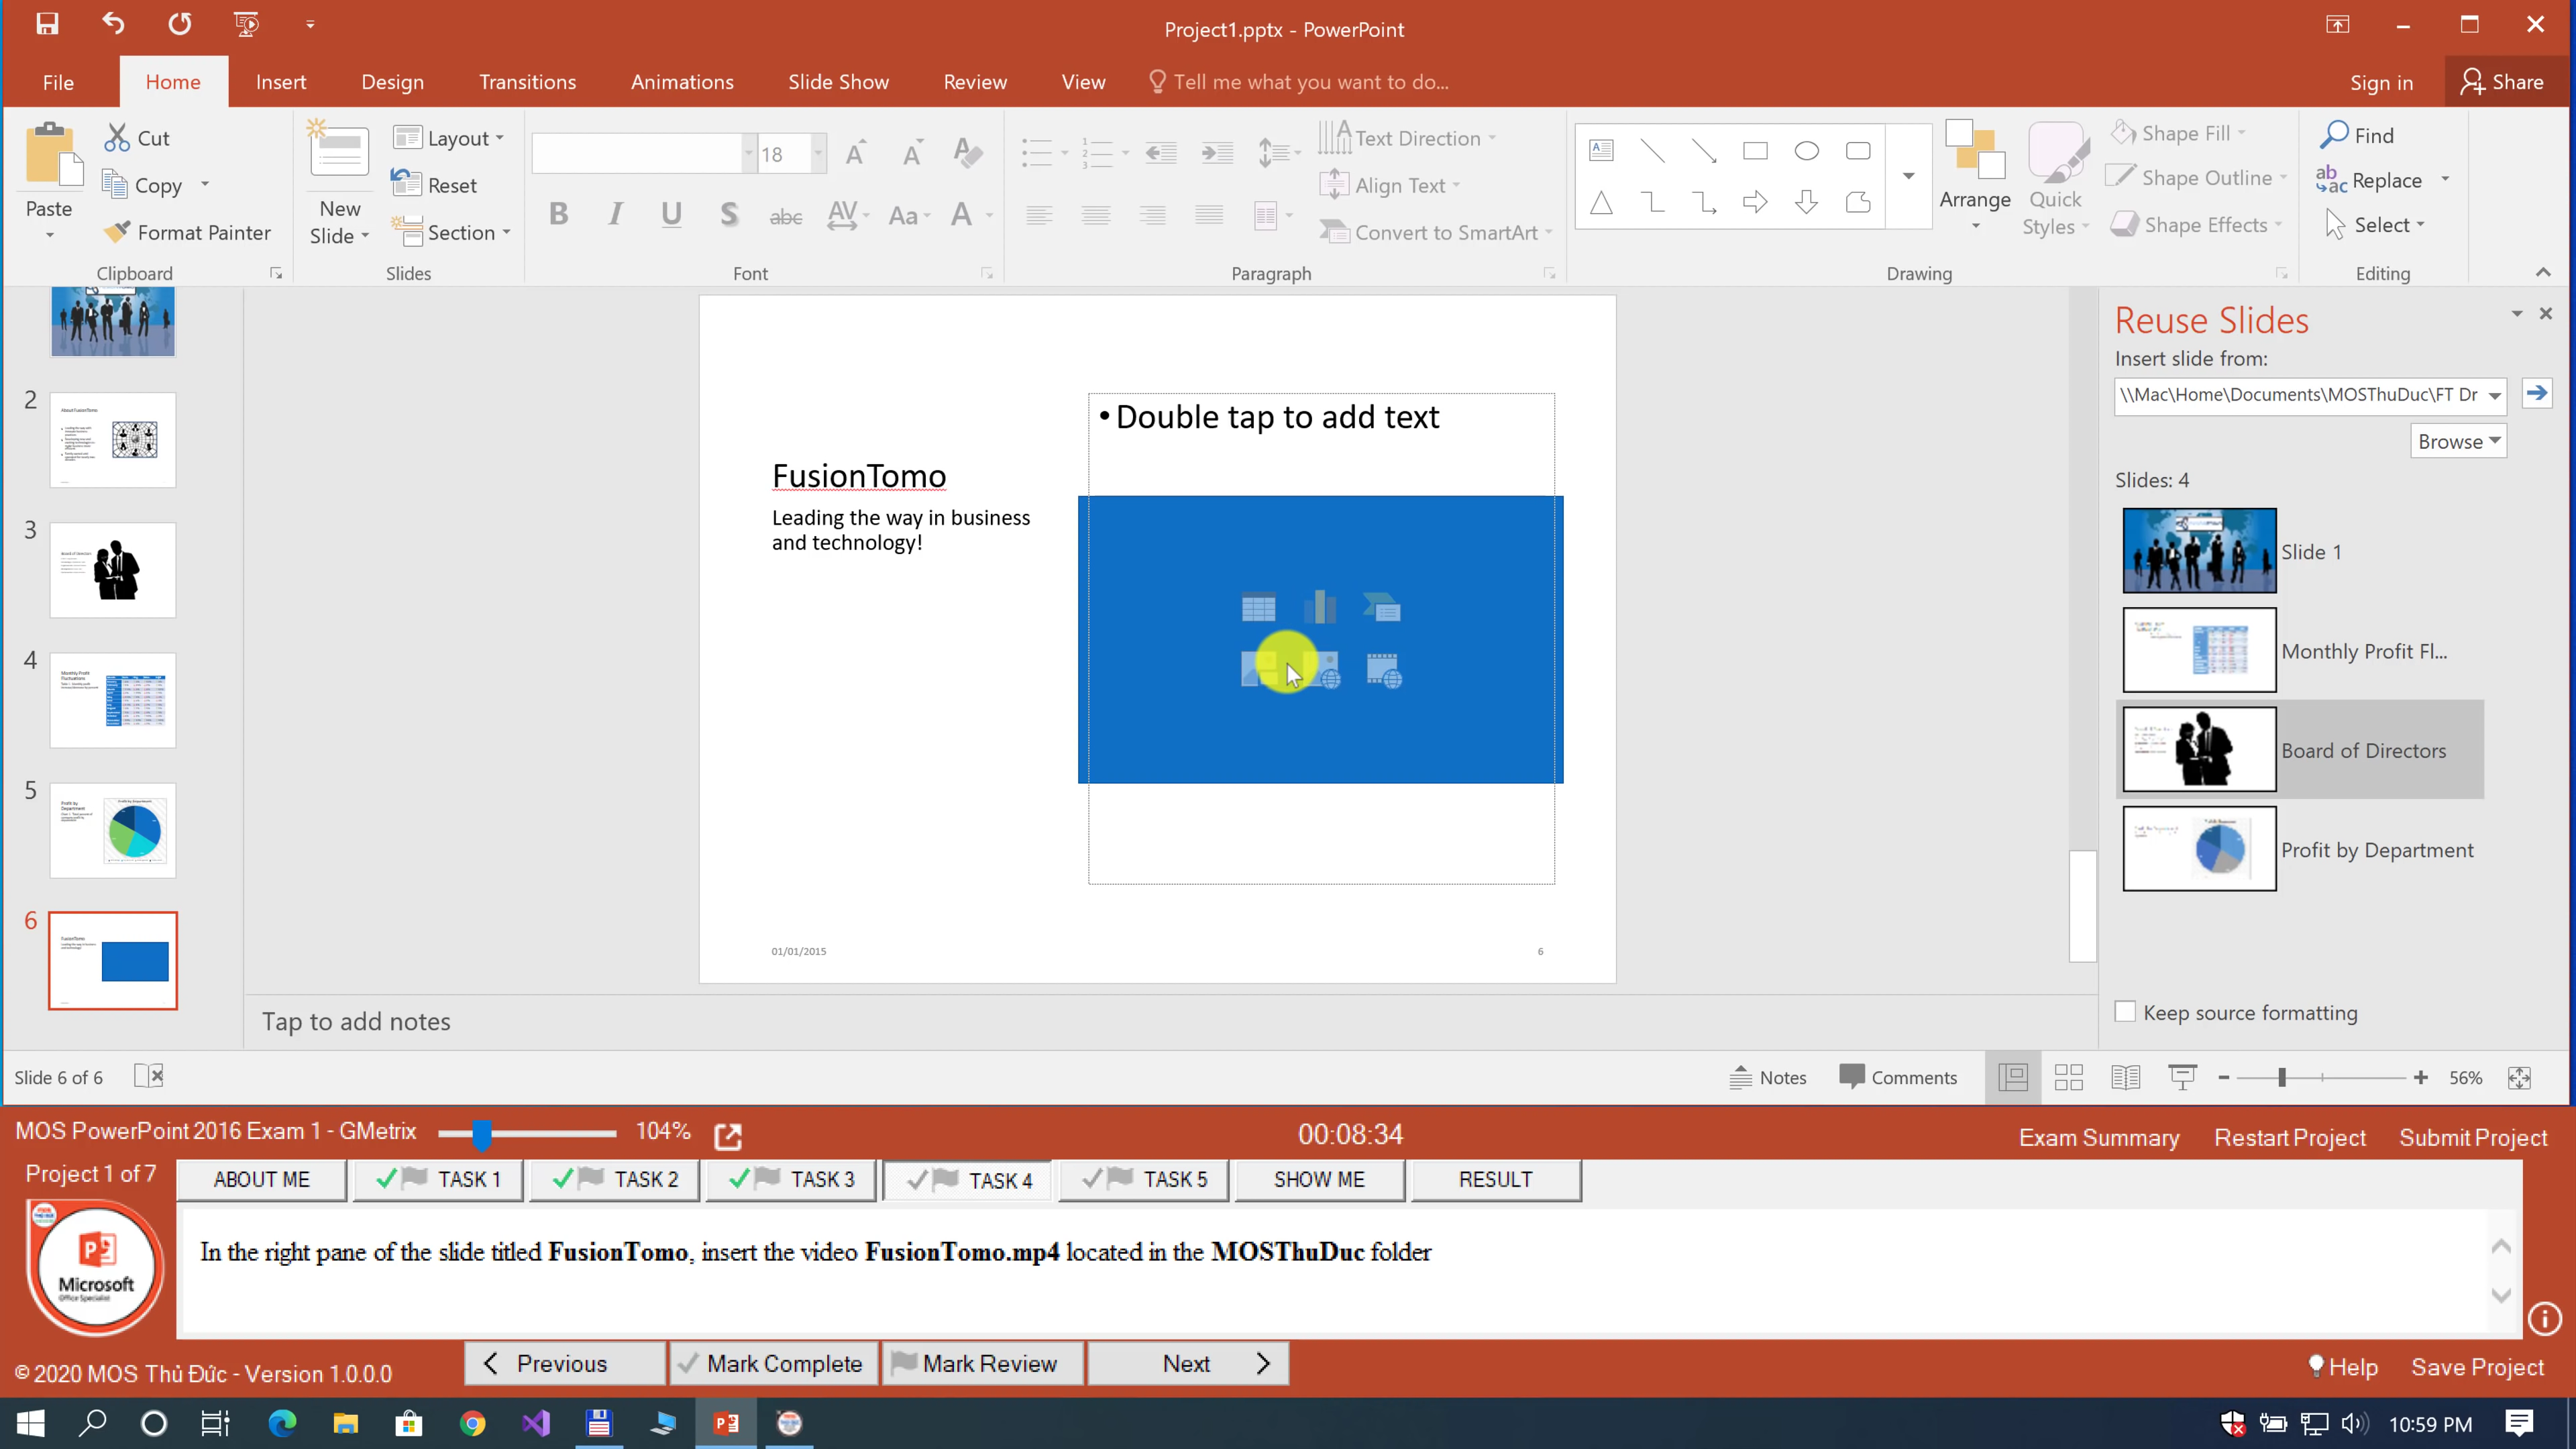 Project1.pptx - PowerPoint
File
Home
Insert
Design
Transitions
Animations
Slide Show
Review
View
Tell me what you want to do...
Sign in
Share
Paste
Cut
Copy
Format Painter
Clipboard
New
Slide
Layout
Reset
Section
Slides
18
B I U S abc AV Aa A
Font
Text Direction
Align Text
Convert to SmartArt
Paragraph
Arrange
Quick
Styles
Shape Fill
Shape Outline
Shape Effects
Drawing
Find
Replace
Select
Editing
2
3
4
5
6
• Double tap to add text
FusionTomo
Leading the way in business
and technology!
01/01/2015
6
Tap to add notes
Reuse Slides
Insert slide from:
\\Mac\Home\Documents\MOSThuDuc\FT Dr
Browse
Slides: 4
Slide 1
Monthly Profit Fl...
Board of Directors
Profit by Department
Keep source formatting
Slide 6 of 6
Notes
Comments
56%
MOS PowerPoint 2016 Exam 1 - GMetrix
104%
00:08:34
Exam Summary
Restart Project
Submit Project
Project 1 of 7
ABOUT ME
TASK 1
TASK 2
TASK 3
TASK 4
TASK 5
SHOW ME
RESULT
Microsoft
Office Specialist
In the right pane of the slide titled FusionTomo, insert the video FusionTomo.mp4 located in the MOSThuDuc folder
© 2020 MOS Thủ Đức - Version 1.0.0.0
Previous
Mark Complete
Mark Review
Next
Help
Save Project
10:59 PM